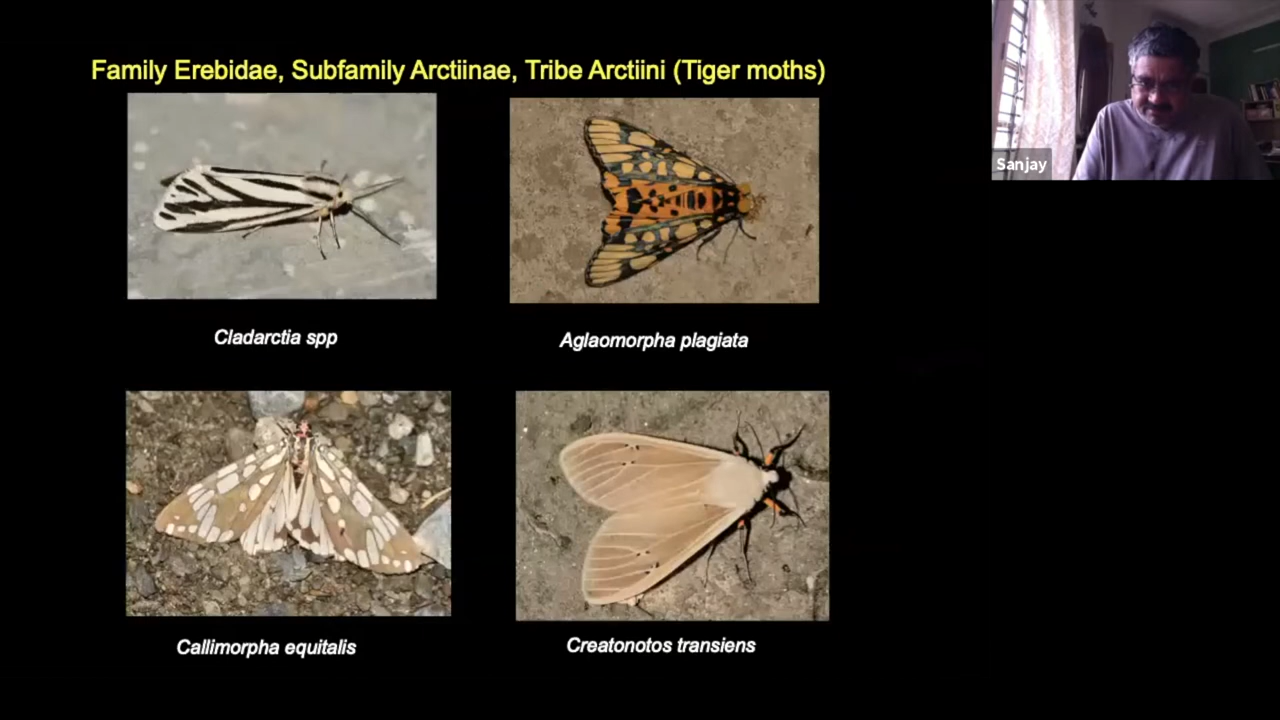 Family Erebidae, Subfamily Arctiinae, Tribe Arctiini (Tiger moths)
Sanjay
Cladarctia spp
Aglaomorpha plagiata
Callimorpha equitalis
Creatonotos transiens